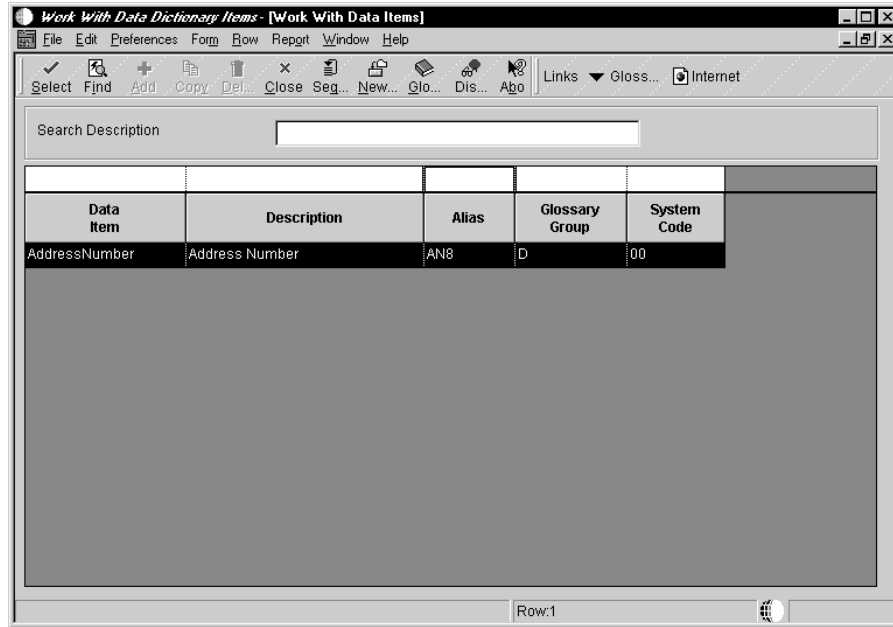 Work With Data Dictionary Items - [Work With Data Items]
File Edit Preferences Form Row Report Window Help
Select Find Add Copy Del... Close Seq... New... Glo... Dis... Abo Links Gloss... Internet
Search Description
Data Item Description Alias Glossary Group System Code
AddressNumber Address Number AN8 D 00
Row:1